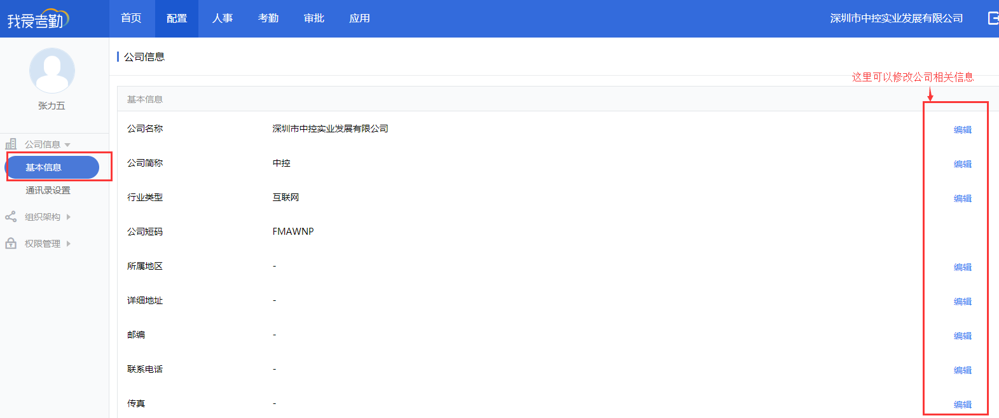 我爱考勤
首页 配置 人事 考勤 审批 应用 深圳市中控实业发展有限公司
张力五
公司信息
基本信息
通讯录设置
组织架构
权限管理
公司信息
这里可以修改公司相关信息
基本信息
公司名称 深圳市中控实业发展有限公司 编辑
公司简称 中控 编辑
行业类型 互联网 编辑
公司短码 FMAWNP
所属地区 - 编辑
详细地址 - 编辑
邮编 - 编辑
联系电话 - 编辑
传真 - 编辑